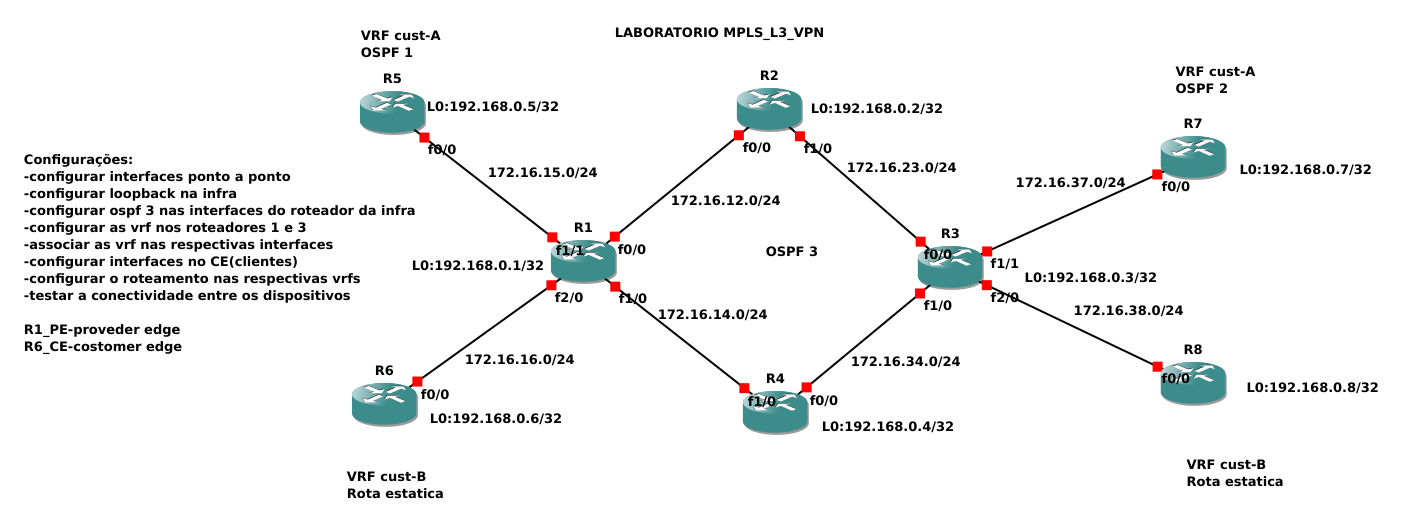 LABORATORIO MPLS_L3_VPN
VRF cust-A
OSPF 1
R5
L0:192.168.0.5/32
f0/0
172.16.15.0/24
R2
L0:192.168.0.2/32
f0/0
f1/0
172.16.12.0/24
172.16.23.0/24
VRF cust-A
OSPF 2
R7
L0:192.168.0.7/32
f0/0
172.16.37.0/24
Configurações:
-configurar interfaces ponto a ponto
-configurar loopback na infra
-configurar ospf 3 nas interfaces do roteador da infra
-configurar as vrf nos roteadores 1 e 3
-associar as vrf nas respectivas interfaces
-configurar interfaces no CE(clientes)
-configurar o roteamento nas respectivas vrfs
-testar a conectividade entre os dispositivos
R1_PE-proveder edge
R6_CE-costomer edge
R1
f1/1
f0/0
L0:192.168.0.1/32
f2/0
f1/0
OSPF 3
R3
f0/0
f1/1
L0:192.168.0.3/32
f1/0
f2/0
172.16.14.0/24
172.16.38.0/24
172.16.16.0/24
172.16.34.0/24
R6
f0/0
L0:192.168.0.6/32
R4
f1/0
f0/0
L0:192.168.0.4/32
R8
f0/0
L0:192.168.0.8/32
VRF cust-B
Rota estatica
VRF cust-B
Rota estatica